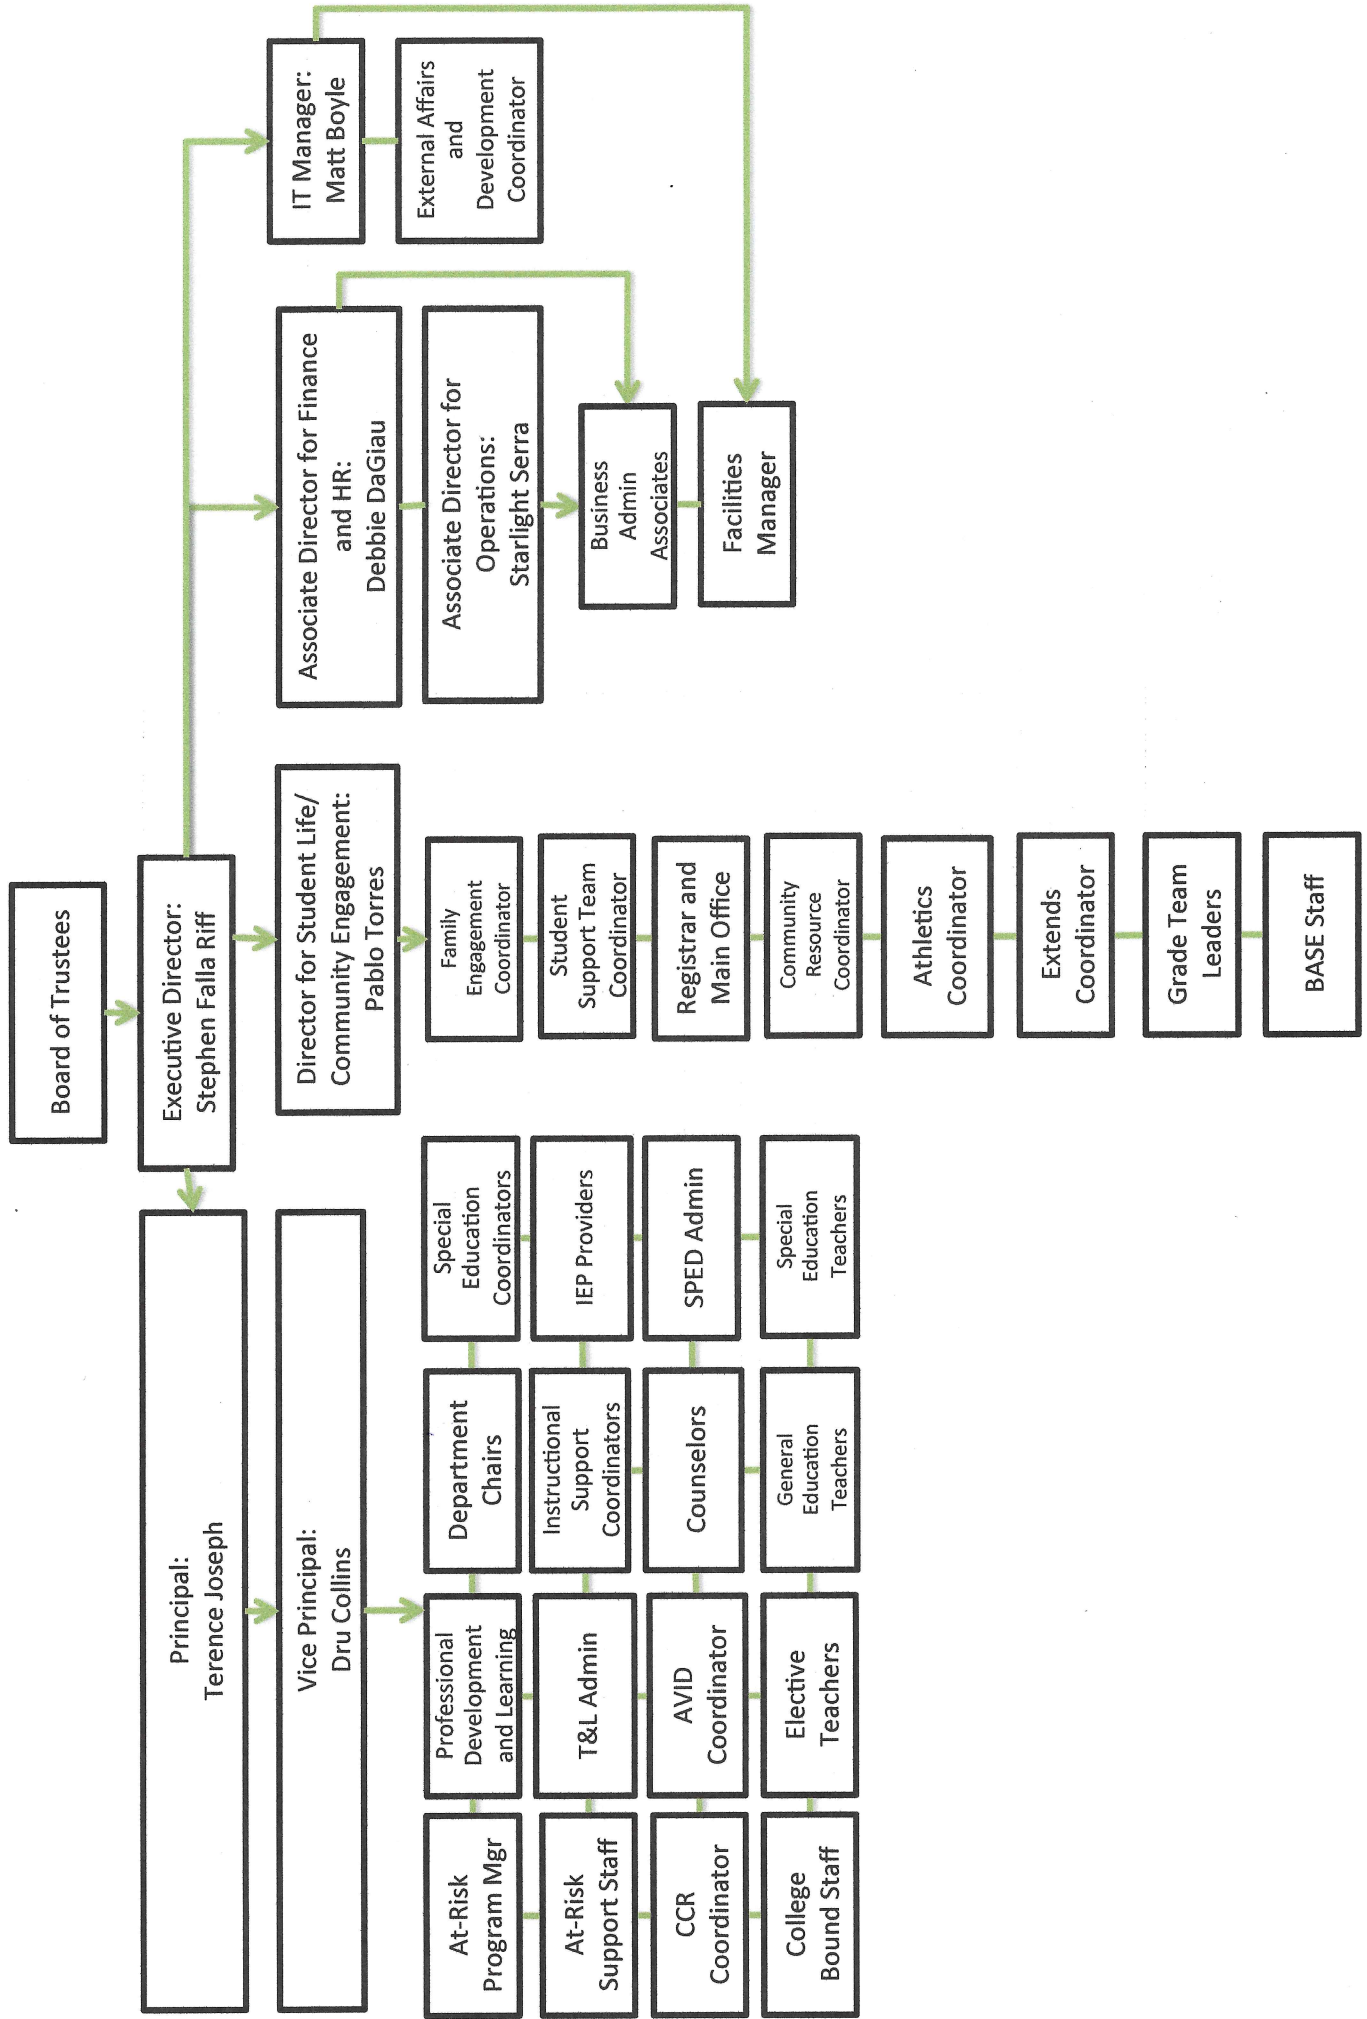 Board of Trustees
Executive Director:
Stephen Falla Riff
Principal:
Terence Joseph
Vice Principal:
Dru Collins
At-Risk
Program Mgr
Professional
Development
and Learning
Department
Chairs
Special
Education
Coordinators
At-Risk
Support Staff
T&L Admin
Instructional
Support
Coordinators
IEP Providers
CCR
Coordinator
AVID
Coordinator
Counselors
SPED Admin
College
Bound Staff
Elective
Teachers
General
Education
Teachers
Special
Education
Teachers
Director for Student Life/
Community Engagement:
Pablo Torres
Family
Engagement
Coordinator
Student
Support Team
Coordinator
Registrar and
Main Office
Community
Resource
Coordinator
Athletics
Coordinator
Extends
Coordinator
Grade Team
Leaders
BASE Staff
Associate Director for Finance
and HR:
Debbie DaGiau
Associate Director for
Operations:
Starlight Serra
Business
Admin
Associates
Facilities
Manager
IT Manager:
Matt Boyle
External Affairs
and
Development
Coordinator